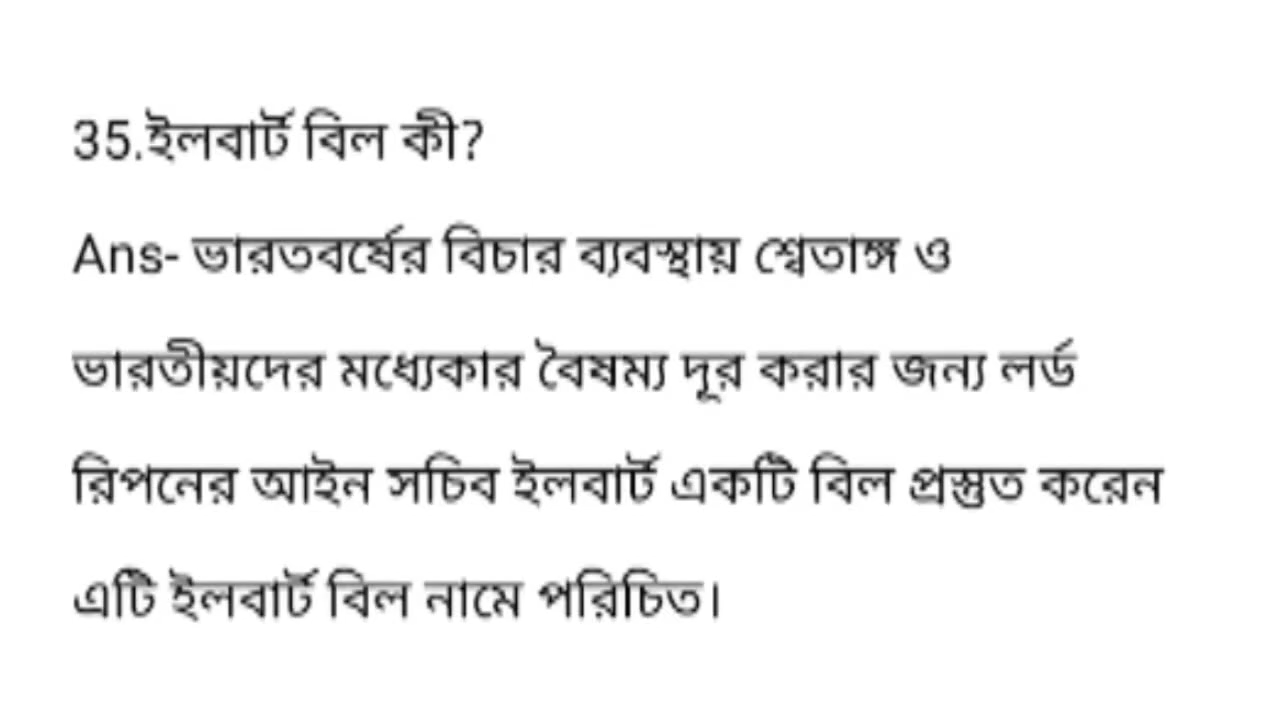 35.ইলবার্ট বিল কী?
Ans- ভারতবর্ষের বিচার ব্যবস্থায় শ্বেতাঙ্গ ও
ভারতীয়দের মধ্যেকার বৈষম্য দূর করার জন্য লর্ড
রিপনের আইন সচিব ইলবার্ট একটি বিল প্রস্তুত করেন
এটি ইলবার্ট বিল নামে পরিচিত।